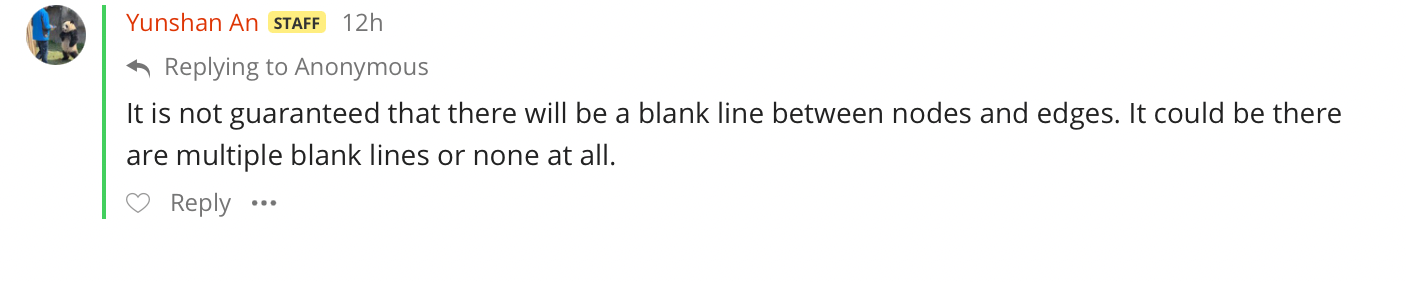 Yunshan An STAFF 12h
Replying to Anonymous
It is not guaranteed that there will be a blank line between nodes and edges. It could be there
are multiple blank lines or none at all.
Reply